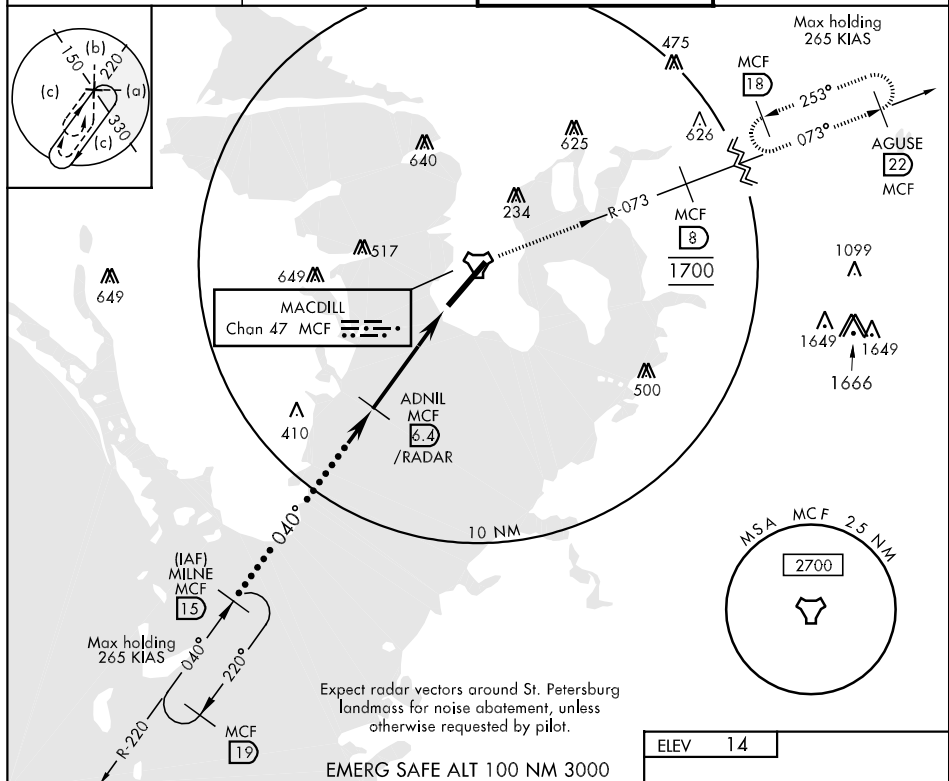 150
(b)
220
(a)
(c)
330
(c)
475
Max holding
265 KIAS
MCF
18
253°
073°
AGUSE
22
MCF
626
625
640
234
R-073
MCF
8
1700
517
649
649
MACDILL
Chan 47 MCF
1099
1649
1649
1666
500
ADNIL
MCF
6.4
/RADAR
410
040°
10 NM
MSA MCF 25 NM
2700
(IAF)
MILNE
MCF
15
Max holding
265 KIAS
040°
220°
R-220
MCF
19
Expect radar vectors around St. Petersburg
landmass for noise abatement, unless
otherwise requested by pilot.
EMERG SAFE ALT 100 NM 3000
ELEV 14